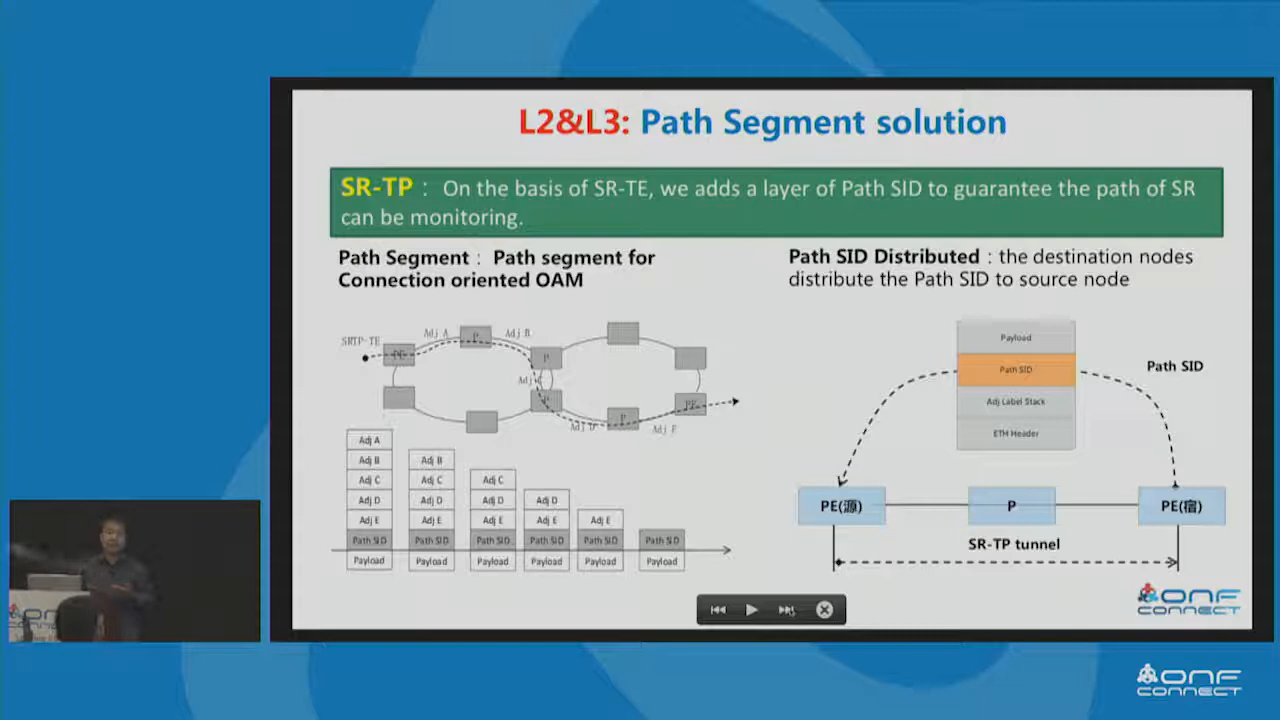 L2&L3: Path Segment solution
SR-TP： On the basis of SR-TE, we adds a layer of Path SID to guarantee the path of SR
can be monitoring.
Path Segment： Path segment for
Connection oriented OAM
Path SID Distributed：the destination nodes
distribute the Path SID to source node
SRTP-TE
PE
Adj A
P
Adj B
P
Adj C
P
Adj D
P
Adj E
PE
Adj A
Adj B
Adj C
Adj D
Adj E
Path SID
Payload
Adj B
Adj C
Adj D
Adj E
Path SID
Payload
Adj C
Adj D
Adj E
Path SID
Payload
Adj D
Adj E
Path SID
Payload
Adj E
Path SID
Payload
Path SID
Payload
Payload
Path SID
Adj Label Stack
ETH Header
Path SID
PE(源)
P
PE(宿)
SR-TP tunnel
ONF
CONNECT
ONF
ONF
CONNECT